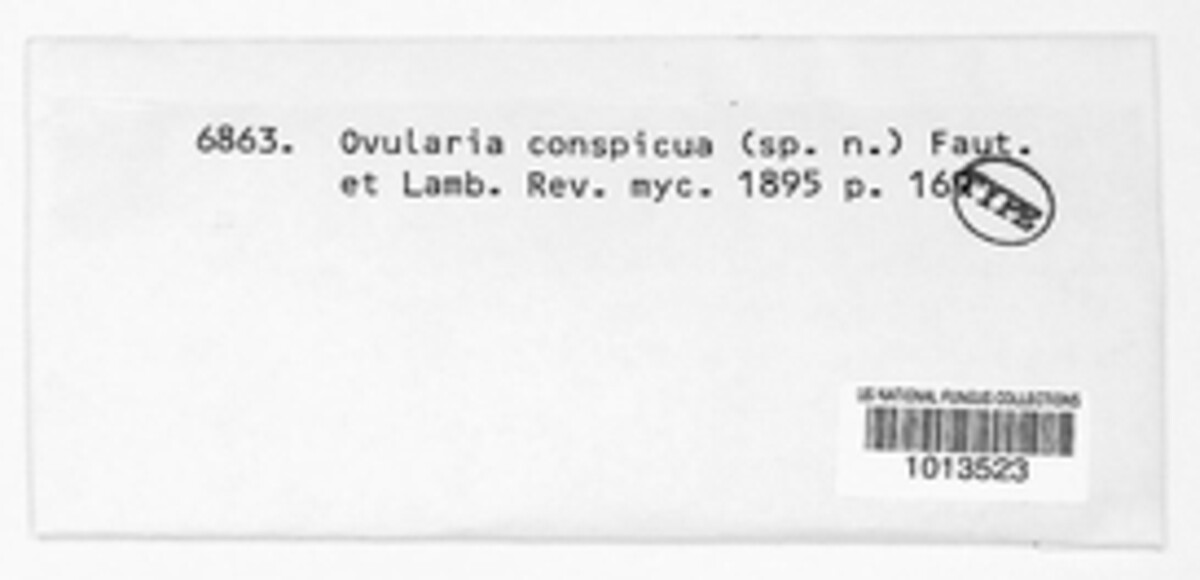 6863. Ovularia conspicua (sp. n.) Faut.
et Lamb. Rev. myc. 1895 p.
TYPE
US NATIONAL FUNGUS COLLECTIONS
1013523